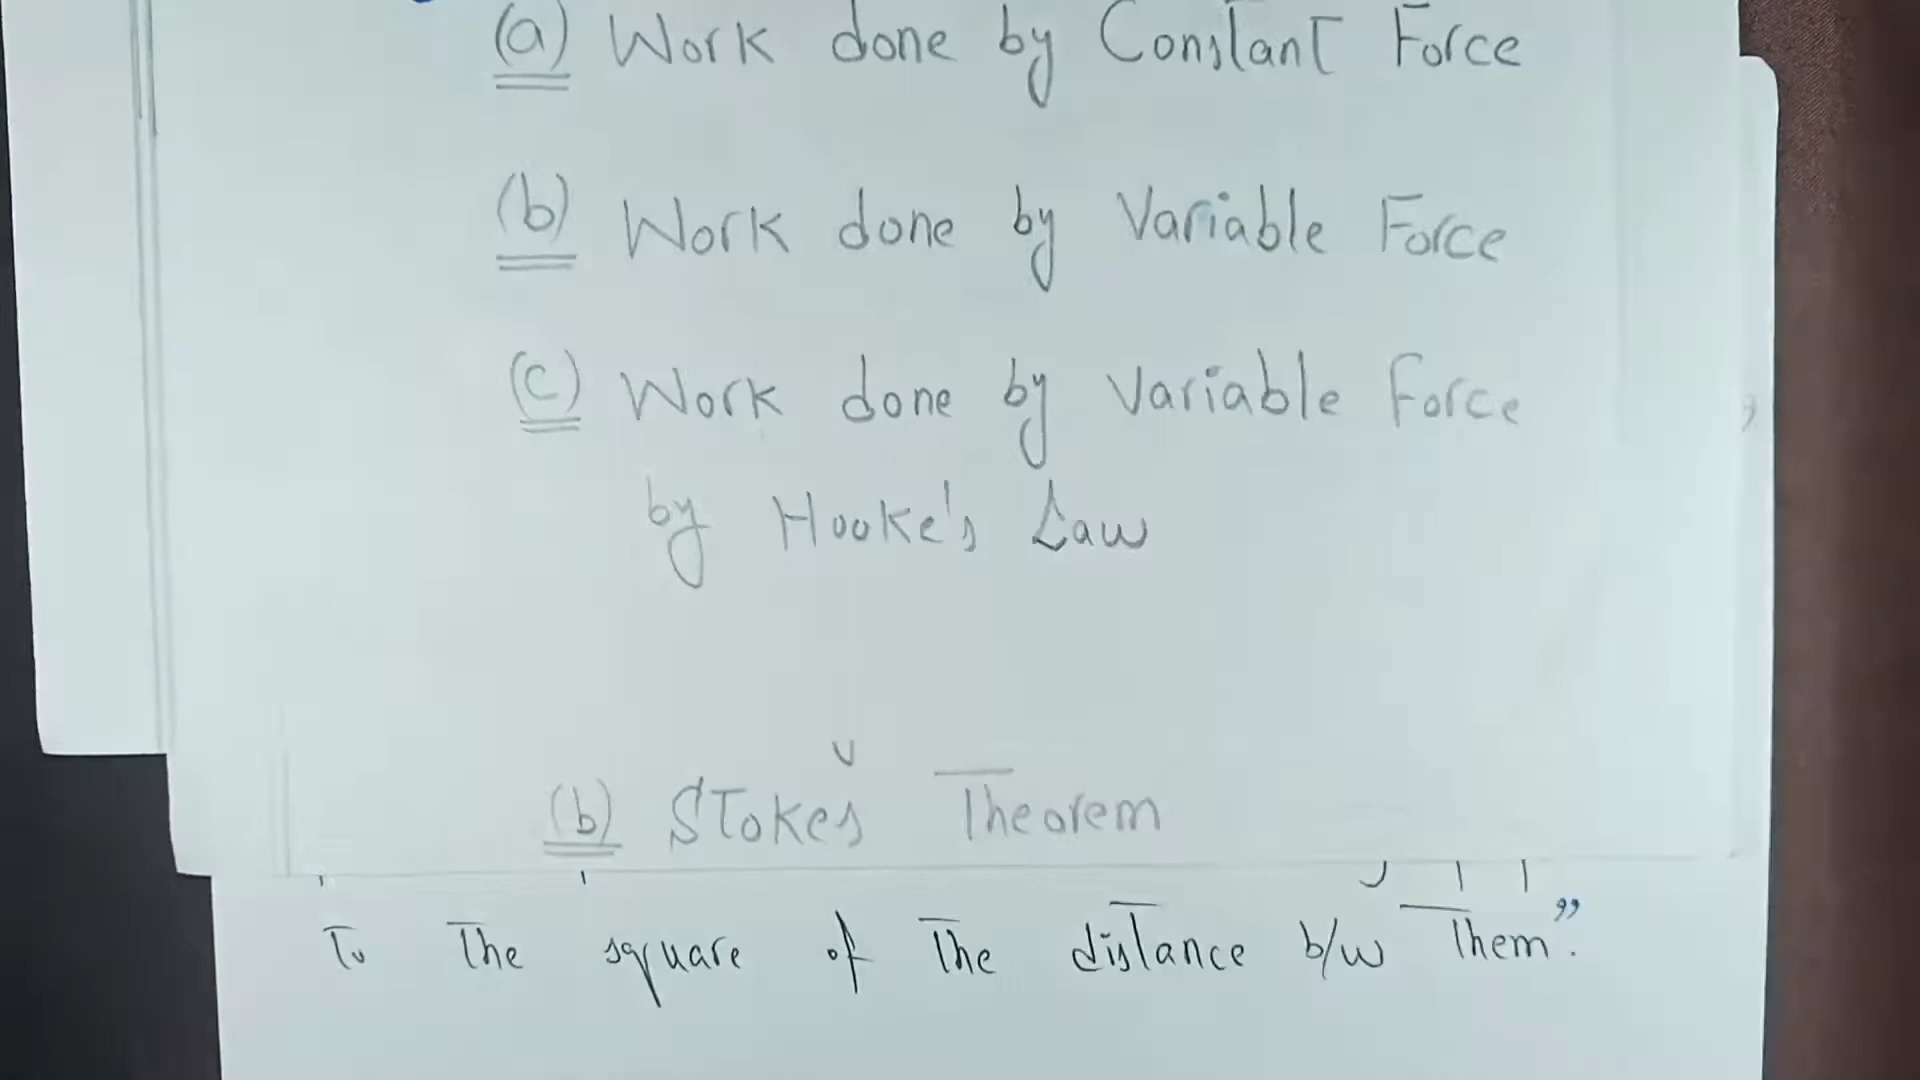 (a) Work done by Constant Force
(b) Work done by Variable Force
(c) Work done by Variable Force
by Hooke's Law
(b) Stokes Theorem
To The square of The distance b/w Them”.